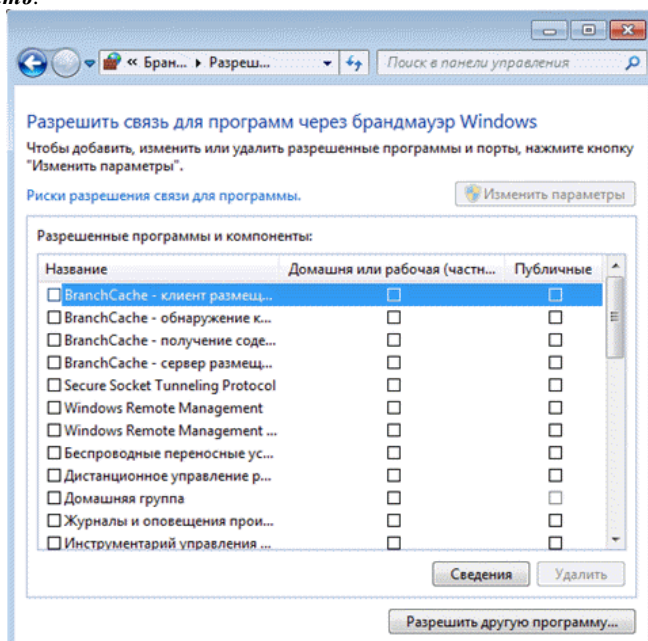 « Бран... ▸ Разреш... Поиск в панели управления
Разрешить связь для программ через брандмауэр Windows
Чтобы добавить, изменить или удалить разрешенные программы и порты, нажмите кнопку
"Изменить параметры".
Риски разрешения связи для программы. Изменить параметры
Разрешенные программы и компоненты:
Название Домашня или рабочая (частн... Публичные
BranchCache - клиент размещ...
BranchCache - обнаружение к...
BranchCache - получение соде...
BranchCache - сервер размещ...
Secure Socket Tunneling Protocol
Windows Remote Management
Windows Remote Management ...
Беспроводные переносные ус...
Дистанционное управление р...
Домашняя группа
Журналы и оповещения прои...
Инструментарий управления ...
Сведения Удалить
Разрешить другую программу...